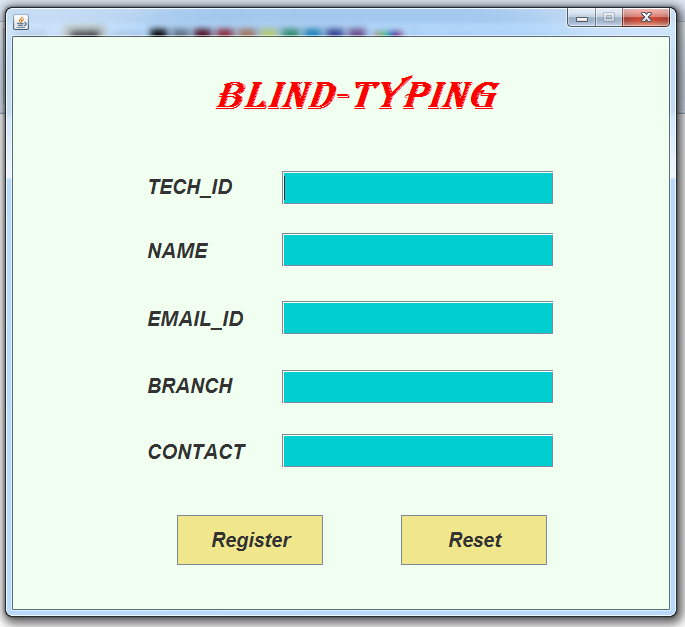 BLIND-TYPING
TECH_ID
NAME
EMAIL_ID
BRANCH
CONTACT
Register Reset